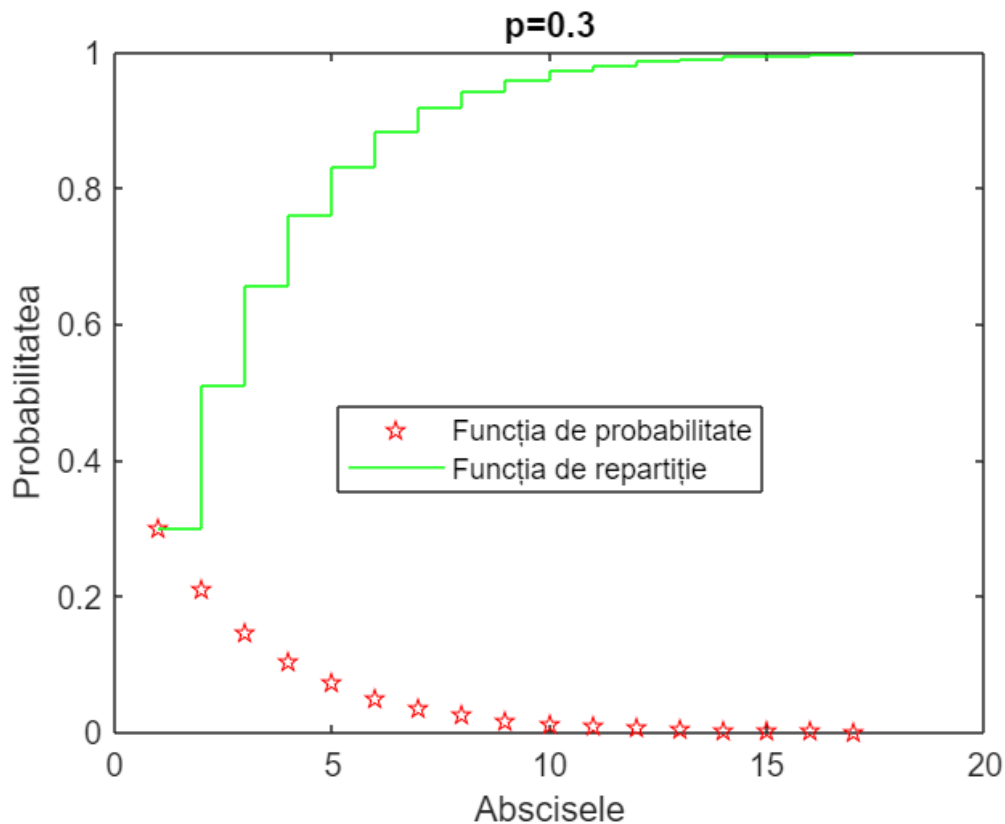 p=0.3
1
0.8
0.6
0.4
0.2
0
Probabilitatea
Funcția de probabilitate
Funcția de repartiție
0 5 10 15 20
Abscisele